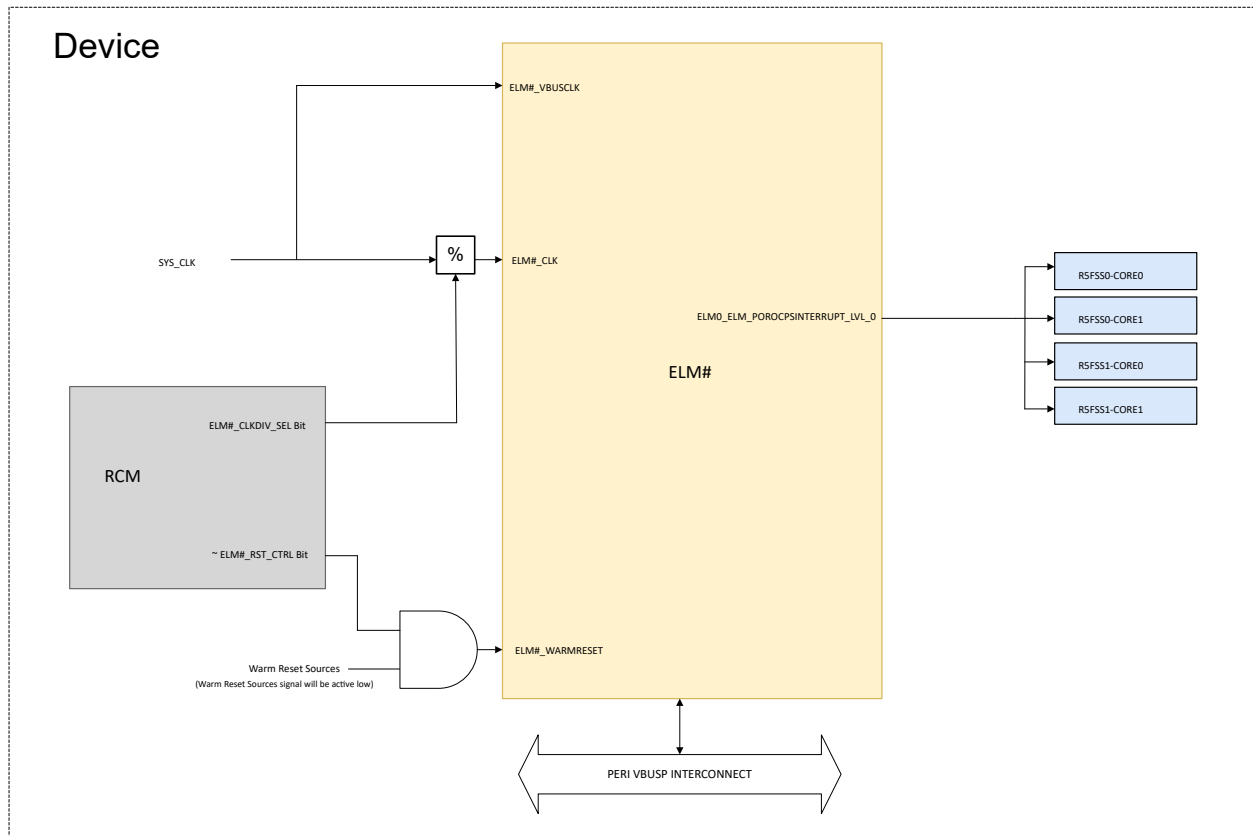 Device
ELM#_VBUSCLK
SYS_CLK
%
ELM#_CLK
ELM0_ELM_POROCPSINTERRUPT_LVL_0
ELM#
R5FSS0-CORE0
R5FSS0-CORE1
R5FSS1-CORE0
R5FSS1-CORE1
ELM#_CLKDIV_SEL Bit
RCM
~ ELM#_RST_CTRL Bit
Warm Reset Sources
(Warm Reset Sources signal will be active low)
ELM#_WARMRESET
PERI VBUSP INTERCONNECT